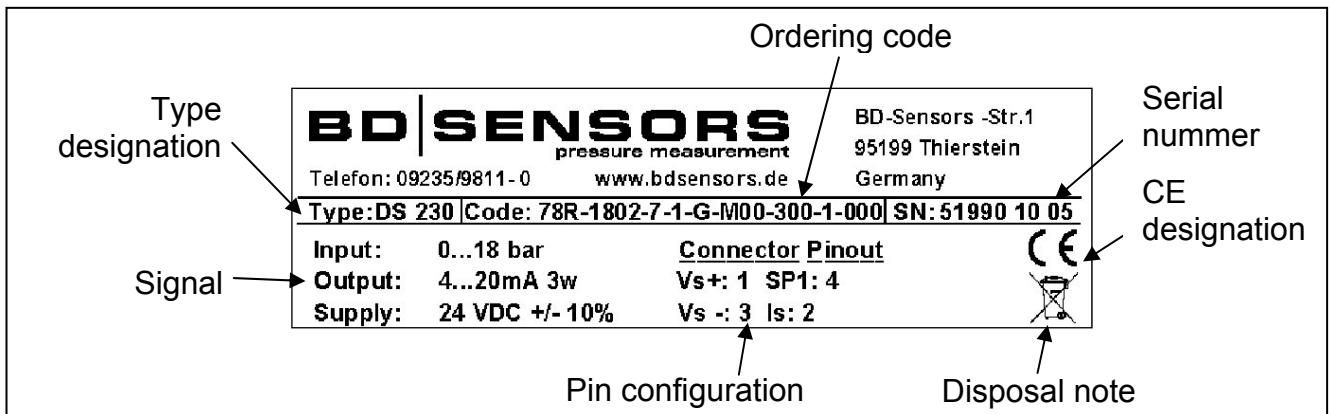 Ordering code
Type designation
Serial nummer
CE designation
Signal
Pin configuration
Disposal note
BD SENSORS
pressure measurement
BD-Sensors -Str.1
95199 Thierstein
Telefon: 09235/9811- 0 www.bdsensors.de Germany
Type:DS 230 Code: 78R-1802-7-1-G-M00-300-1-000 SN: 51990 10 05
Input: 0...18 bar Connector Pinout CE
Output: 4...20mA 3w Vs+: 1 SP1: 4
Supply: 24 VDC +/- 10% Vs -: 3 Is: 2